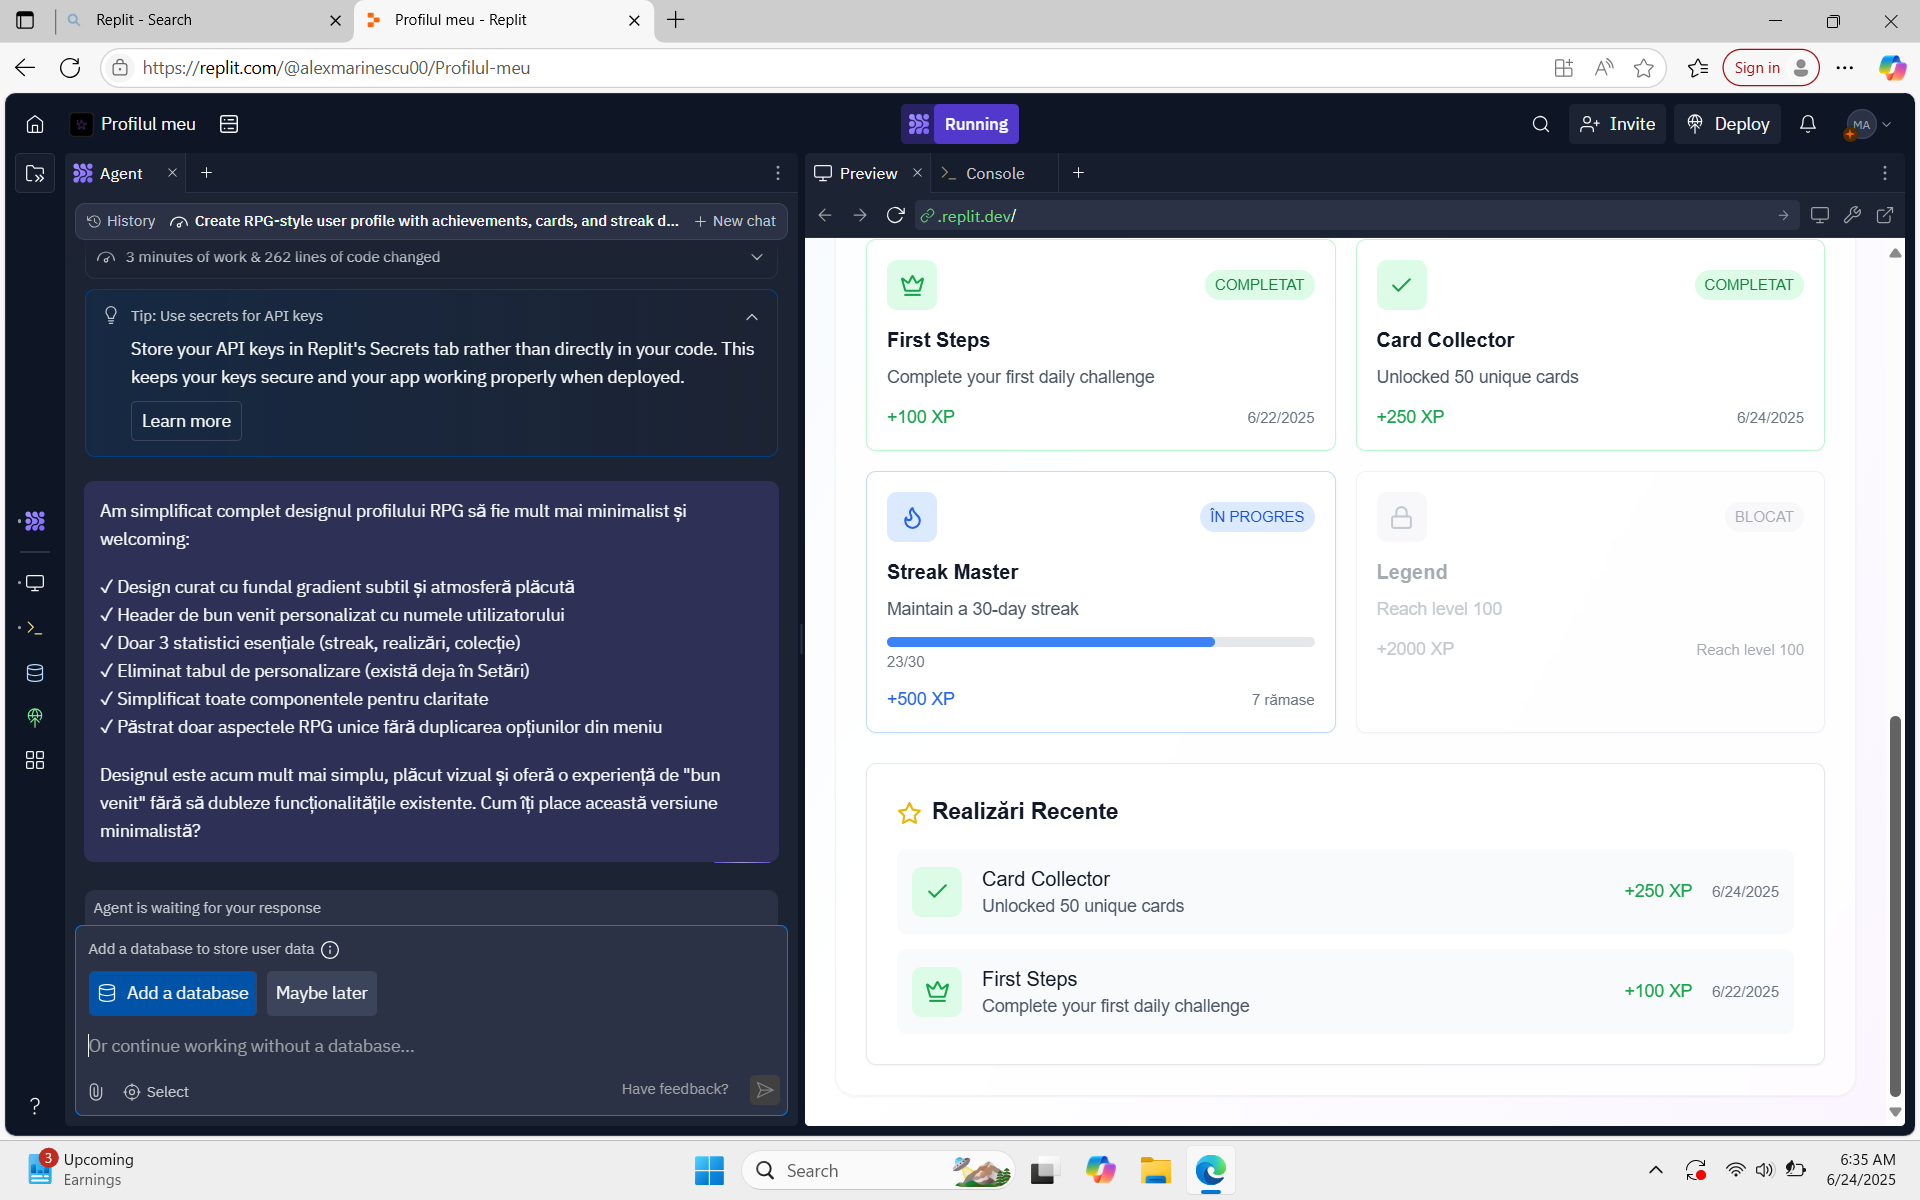 Replit - Search
Profilul meu - Replit
https://replit.com/@alexmarinescu00/Profilul-meu
Sign in
Profilul meu
Running
Invite
Deploy
MA
Agent
Preview
Console
History
Create RPG-style user profile with achievements, cards, and streak d...
New chat
.replit.dev/
3 minutes of work & 262 lines of code changed
Tip: Use secrets for API keys
Store your API keys in Replit's Secrets tab rather than directly in your code. This
keeps your keys secure and your app working properly when deployed.
Learn more
Am simplificat complet designul profilului RPG să fie mult mai minimalist și
welcoming:
✓ Design curat cu fundal gradient subtil și atmosferă plăcută
✓ Header de bun venit personalizat cu numele utilizatorului
✓ Doar 3 statistici esențiale (streak, realizări, colecție)
✓ Eliminat tabul de personalizare (există deja în Setări)
✓ Simplificat toate componentele pentru claritate
✓ Păstrat doar aspectele RPG unice fără duplicarea opțiunilor din meniu
Designul este acum mult mai simplu, plăcut vizual și oferă o experiență de "bun
venit" fără să dubleze funcționalitățile existente. Cum îți place această versiune
minimalistă?
Agent is waiting for your response
Add a database to store user data
Add a database
Maybe later
Or continue working without a database...
Select
Have feedback?
COMPLETAT
First Steps
Complete your first daily challenge
+100 XP
6/22/2025
COMPLETAT
Card Collector
Unlocked 50 unique cards
+250 XP
6/24/2025
ÎN PROGRES
Streak Master
Maintain a 30-day streak
23/30
+500 XP
7 rămase
BLOCAT
Legend
Reach level 100
+2000 XP
Reach level 100
Realizări Recente
Card Collector
Unlocked 50 unique cards
+250 XP
6/24/2025
First Steps
Complete your first daily challenge
+100 XP
6/22/2025
3
Upcoming
Earnings
Search
6:35 AM
6/24/2025